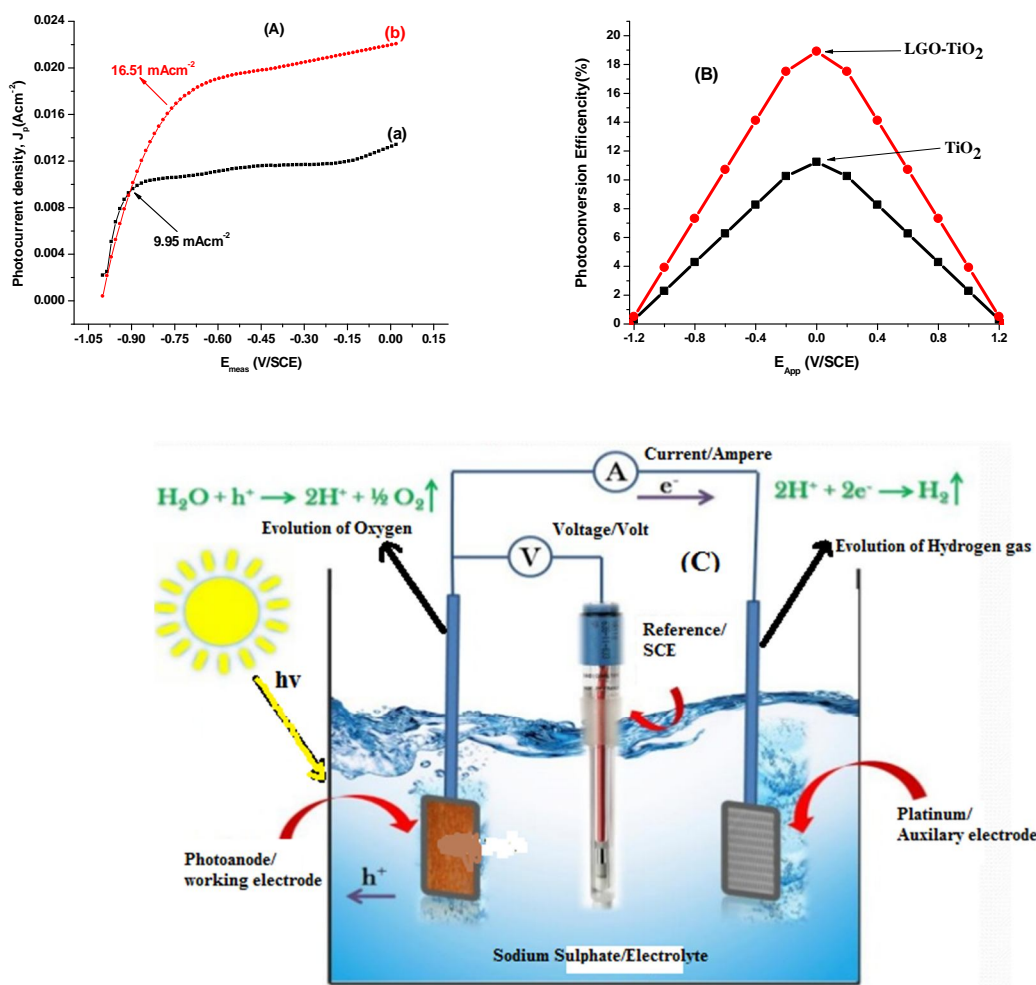 (A)
(b)
16.51 mAcm⁻²
(a)
9.95 mAcm⁻²
Photocurrent density, Jₚ(Acm⁻²)
0.024
0.020
0.016
0.012
0.008
0.004
0.000
-1.05 -0.90 -0.75 -0.60 -0.45 -0.30 -0.15 0.00 0.15
E_meas (V/SCE)
(B)
LGO-TiO₂
TiO₂
Photoconversion Efficencity(%)
20
18
16
14
12
10
8
6
4
2
0
-1.2 -0.8 -0.4 0.0 0.4 0.8 1.2
E_App (V/SCE)
Current/Ampere
A
e⁻
H₂O + h⁺ → 2H⁺ + ½ O₂↑
2H⁺ + 2e⁻ → H₂↑
Evolution of Oxygen
Voltage/Volt
V
(C)
Evolution of Hydrogen gas
Reference/
SCE
hv
Photoanode/
working electrode
h⁺
Platinum/
Auxilary electrode
Sodium Sulphate/Electrolyte